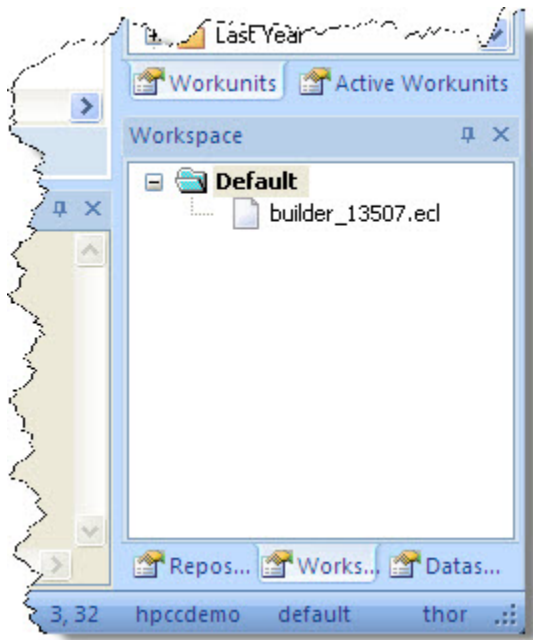 Last Year
Workunits Active Workunits
Workspace
Default
builder_13507.ecl
Repos... Works... Datas...
3, 32 hpccdemo default thor